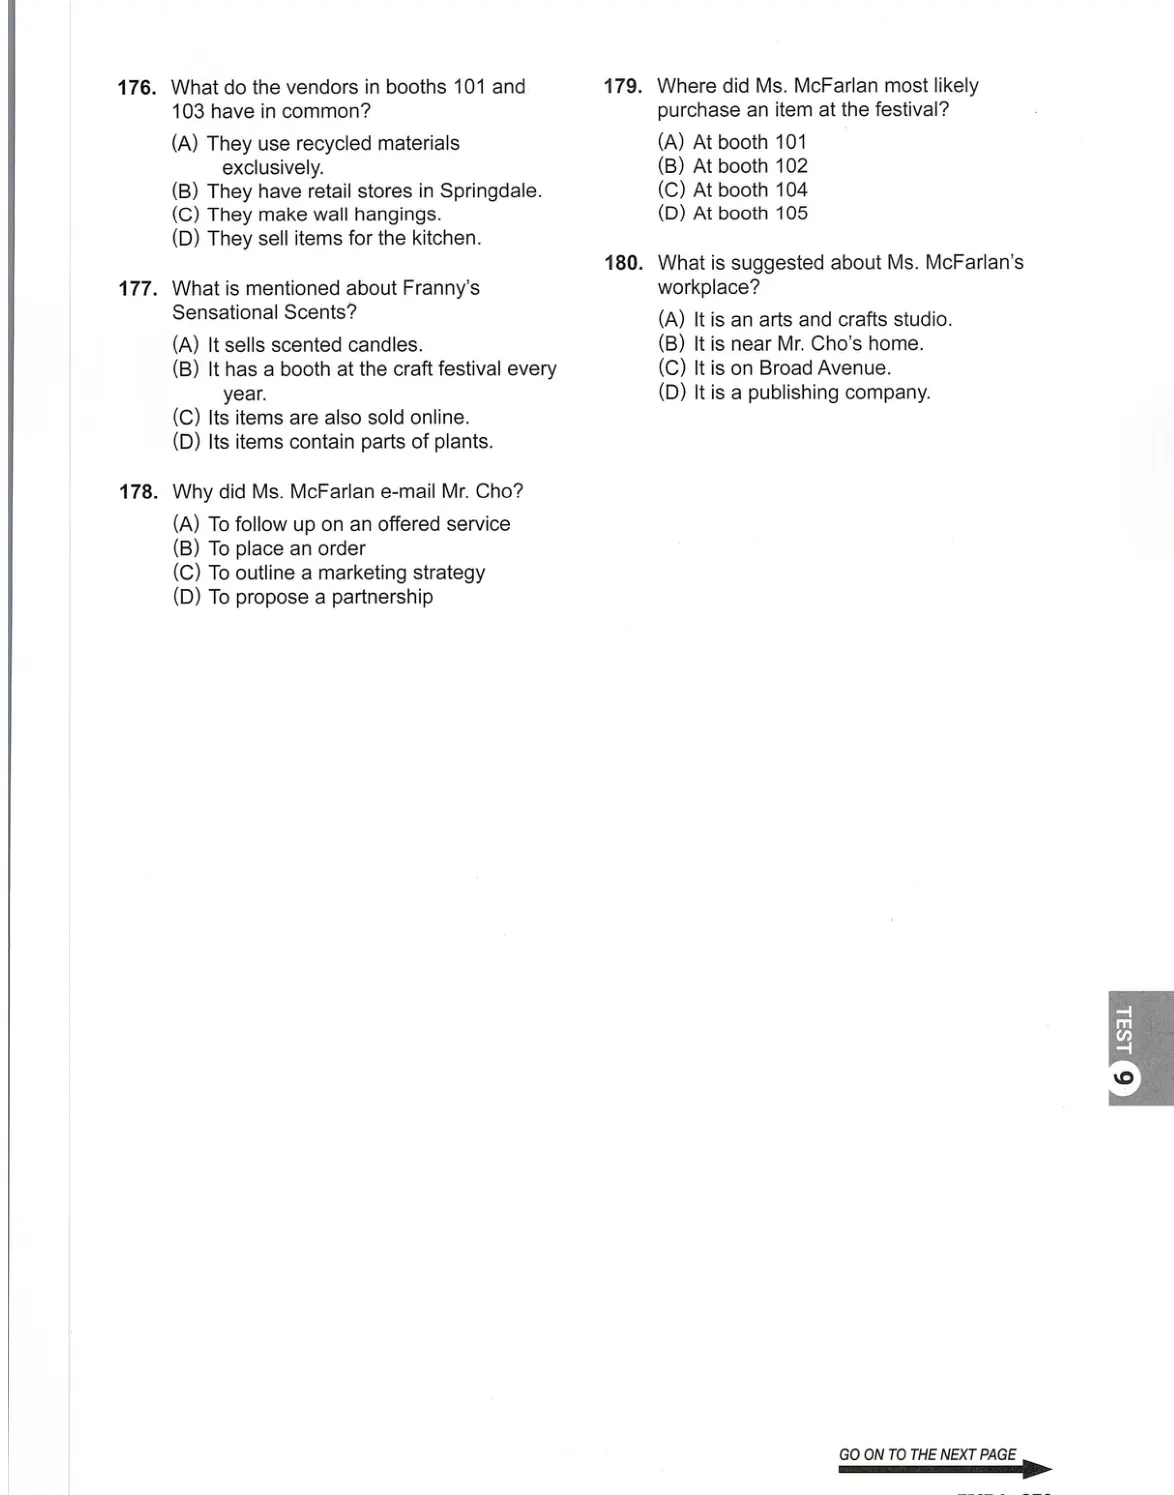 176. What do the vendors in booths 101 and
103 have in common?
(A) They use recycled materials
exclusively.
(B) They have retail stores in Springdale.
(C) They make wall hangings.
(D) They sell items for the kitchen.
177. What is mentioned about Franny's
Sensational Scents?
(A) It sells scented candles.
(B) It has a booth at the craft festival every
year.
(C) Its items are also sold online.
(D) Its items contain parts of plants.
178. Why did Ms. McFarlan e-mail Mr. Cho?
(A) To follow up on an offered service
(B) To place an order
(C) To outline a marketing strategy
(D) To propose a partnership
179. Where did Ms. McFarlan most likely
purchase an item at the festival?
(A) At booth 101
(B) At booth 102
(C) At booth 104
(D) At booth 105
180. What is suggested about Ms. McFarlan's
workplace?
(A) It is an arts and crafts studio.
(B) It is near Mr. Cho's home.
(C) It is on Broad Avenue.
(D) It is a publishing company.
TEST 9
GO ON TO THE NEXT PAGE